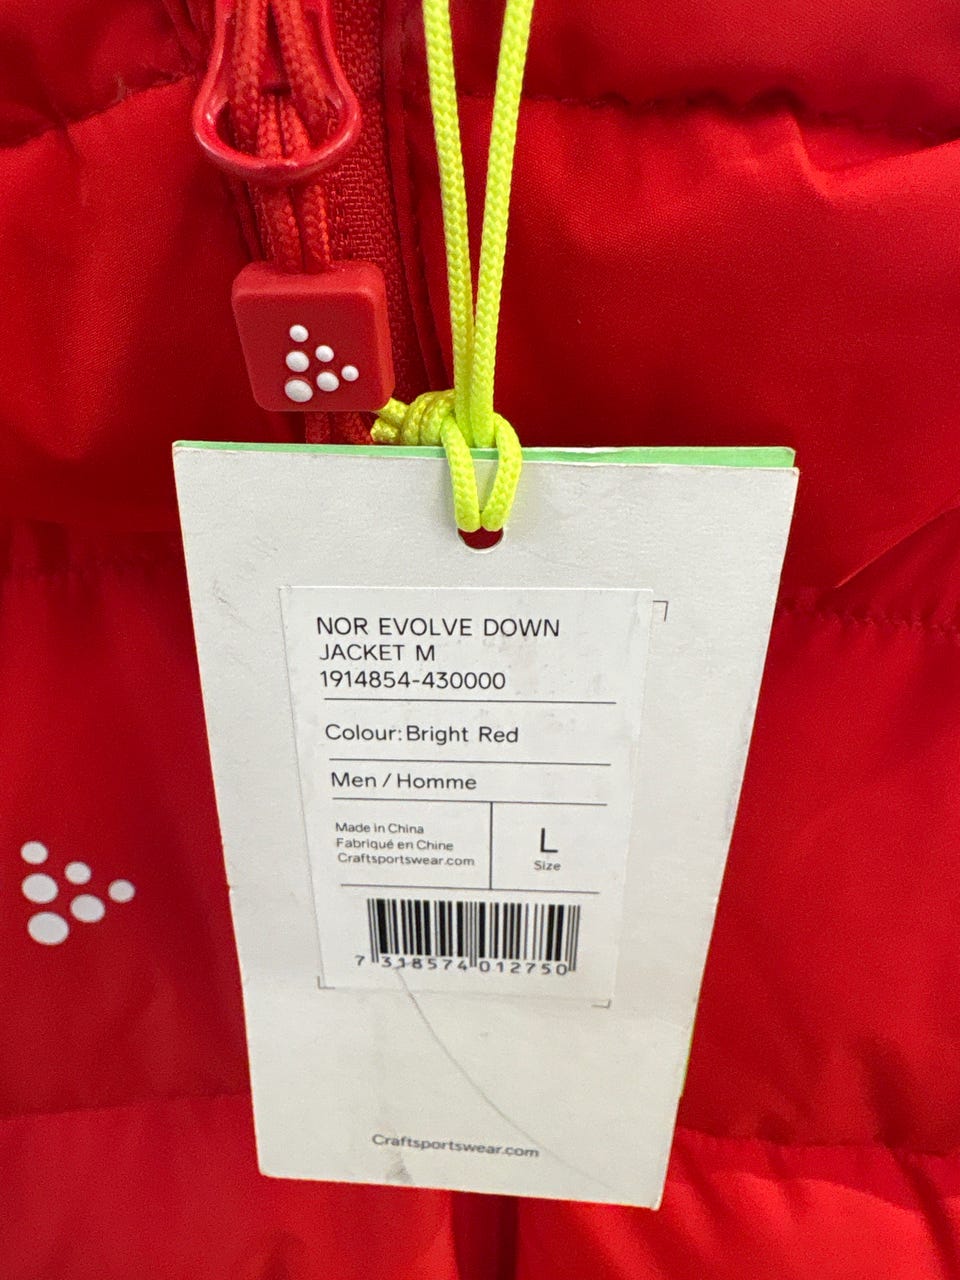 NOR EVOLVE DOWN
JACKET M
1914854-430000
Colour: Bright Red
Men / Homme
Made in China
Fabriqué en Chine
Craftsportswear.com
L
Size
7 318574 012750
Craftsportswear.com